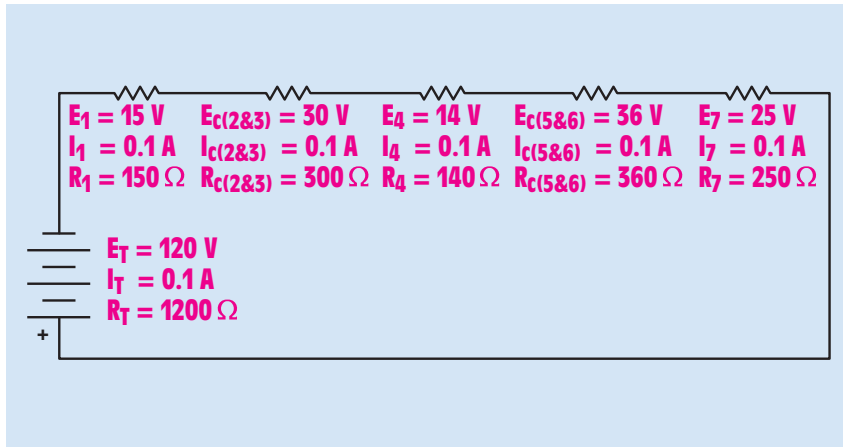 E1 = 15 V EC(2&3) = 30 V E4 = 14 V EC(5&6) = 36 V E7 = 25 V
I1 = 0.1 A IC(2&3) = 0.1 A I4 = 0.1 A IC(5&6) = 0.1 A I7 = 0.1 A
R1 = 150 Ω RC(2&3) = 300 Ω R4 = 140 Ω RC(5&6) = 360 Ω R7 = 250 Ω
ET = 120 V
IT = 0.1 A
RT = 1200 Ω
+